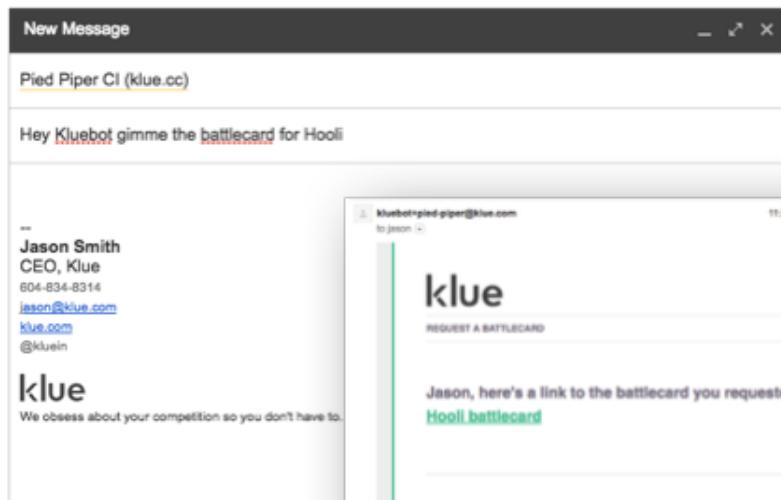 New Message
Pied Piper CI (klue.cc)
Hey Kluebot gimme the battlecard for Hooli
--
Jason Smith
CEO, Klue
604-834-8314
jason@klue.com
klue.com
@kluein
klue
We obsess about your competition so you don't have to.
kluebot+pied-piper@klue.com
11:
to jason
klue
REQUEST A BATTLECARD
Jason, here's a link to the battlecard you requeste
Hooli battlecard